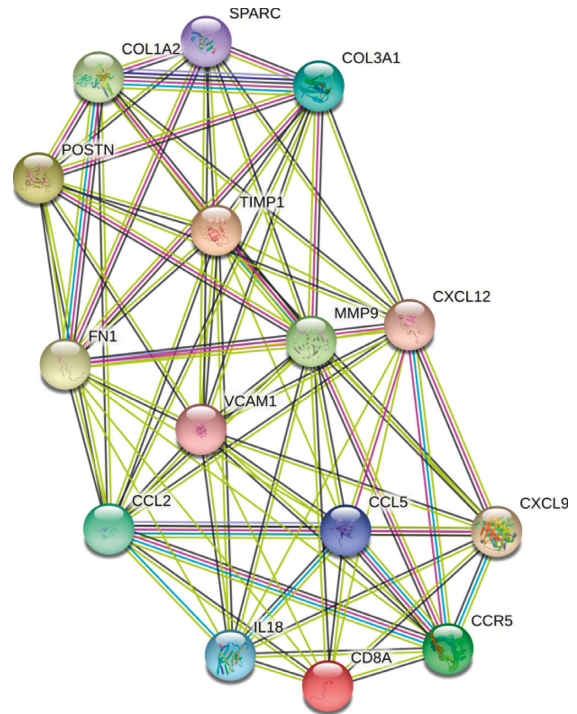 SPARC
COL1A2
COL3A1
POSTN
TIMP1
CXCL12
MMP9
FN1
VCAM1
CCL2
CCL5
CXCL9
IL18
CCR5
CD8A